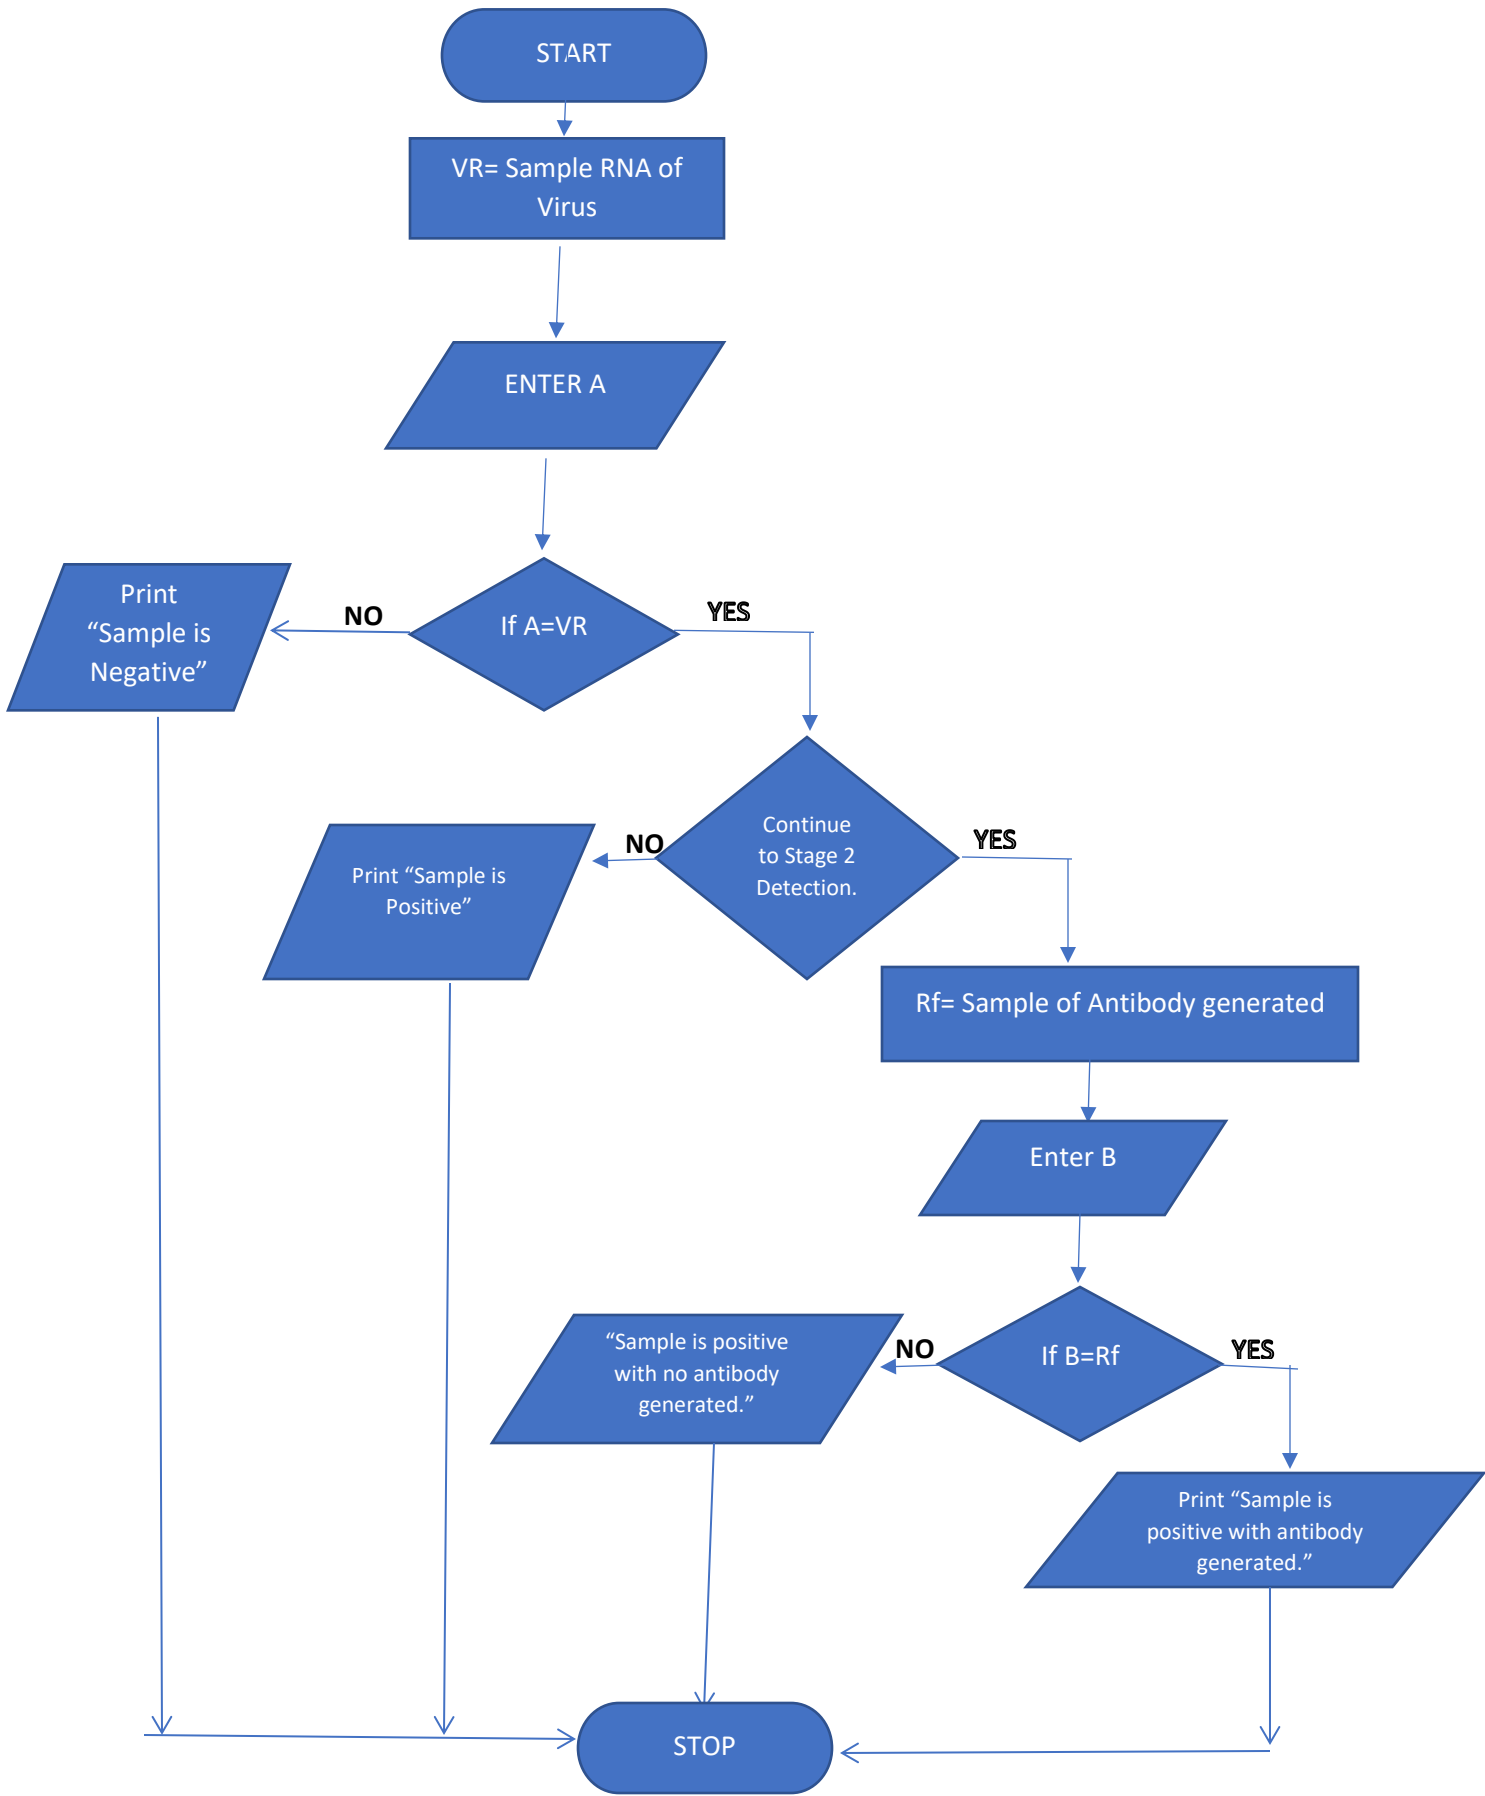 START
VR= Sample RNA of
Virus
ENTER A
Print
“Sample is
Negative”
NO
If A=VR
YES
Print “Sample is
Positive”
NO
Continue
to Stage 2
Detection.
YES
Rf= Sample of Antibody generated
Enter B
“Sample is positive
with no antibody
generated.”
NO
If B=Rf
YES
Print “Sample is
positive with antibody
generated.”
STOP